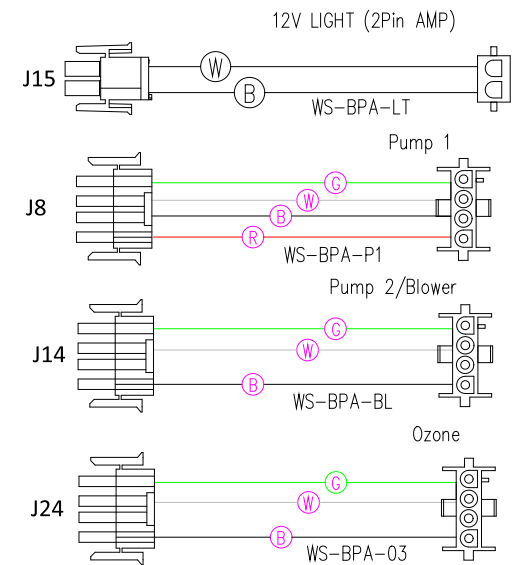 12V LIGHT (2Pin AMP)
J15
W
B
WS-BPA-LT
Pump 1
J8
G
W
B
R
WS-BPA-P1
Pump 2/Blower
J14
G
W
B
WS-BPA-BL
Ozone
J24
G
W
B
WS-BPA-03